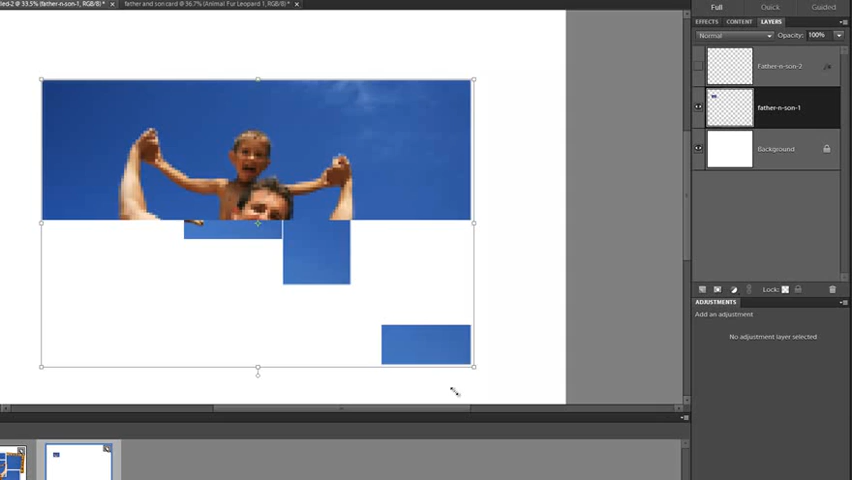 led-2 @ 33.5% (father-n-son-1, RGB/8) *
father and son card @ 36.7% (Animal Fur Leopard 1, RGB/8) *
Full
Quick
Guided
EFFECTS
CONTENT
LAYERS
Normal
Opacity:
100%
Father-n-son-2
fx
father-n-son-1
Background
Lock:
ADJUSTMENTS
Add an adjustment
No adjustment layer selected